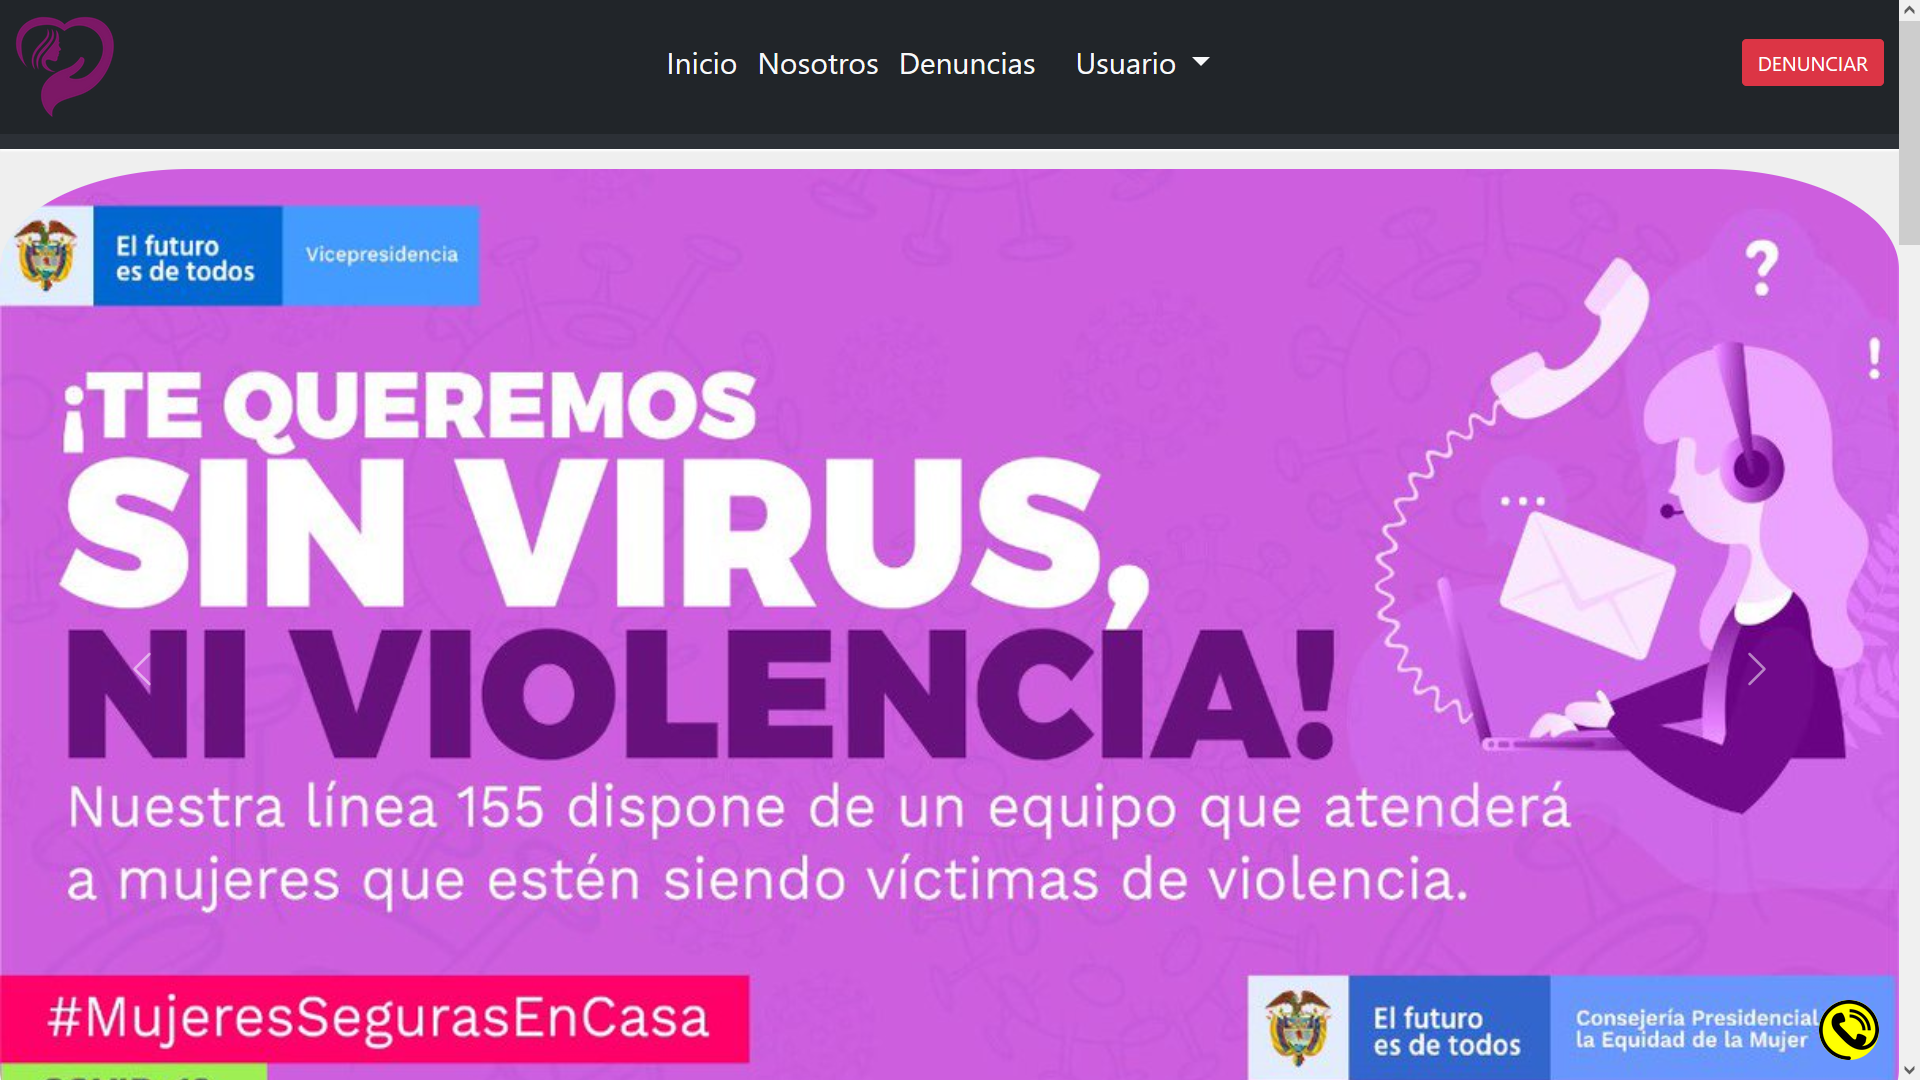 Inicio Nosotros Denuncias Usuario DENUNCIAR
El futuro
es de todos
Vicepresidencia
¡TE QUEREMOS
SIN VIRUS,
NI VIOLENCIA!
Nuestra línea 155 dispone de un equipo que atenderá
a mujeres que estén siendo víctimas de violencia.
#MujeresSegurasEnCasa
El futuro
es de todos
Consejería Presidencial
la Equidad de la Mujer